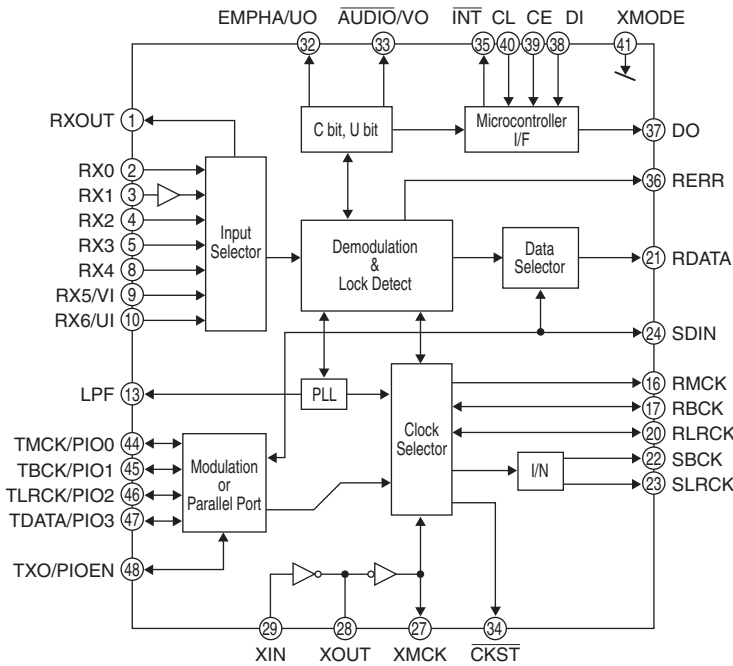 EMPHA/UO AUDIO/VO INT CL CE DI XMODE
32 33 35 40 39 38 41
RXOUT 1
C bit, U bit
Microcontroller
I/F
37 DO
RX0 2
RX1 3
RX2 4
RX3 5
RX4 8
RX5/VI 9
RX6/UI 10
Input
Selector
36 RERR
Demodulation
&
Lock Detect
Data
Selector
21 RDATA
24 SDIN
LPF 13
PLL
Clock
Selector
16 RMCK
17 RBCK
20 RLRCK
I/N
22 SBCK
23 SLRCK
TMCK/PIO0 44
TBCK/PIO1 45
TLRCK/PIO2 46
TDATA/PIO3 47
Modulation
or
Parallel Port
TXO/PIOEN 48
29 28 27 34
XIN XOUT XMCK CKST